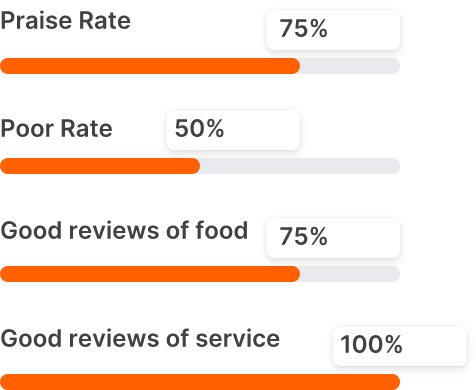 Praise Rate
75%
Poor Rate
50%
Good reviews of food
75%
Good reviews of service
100%